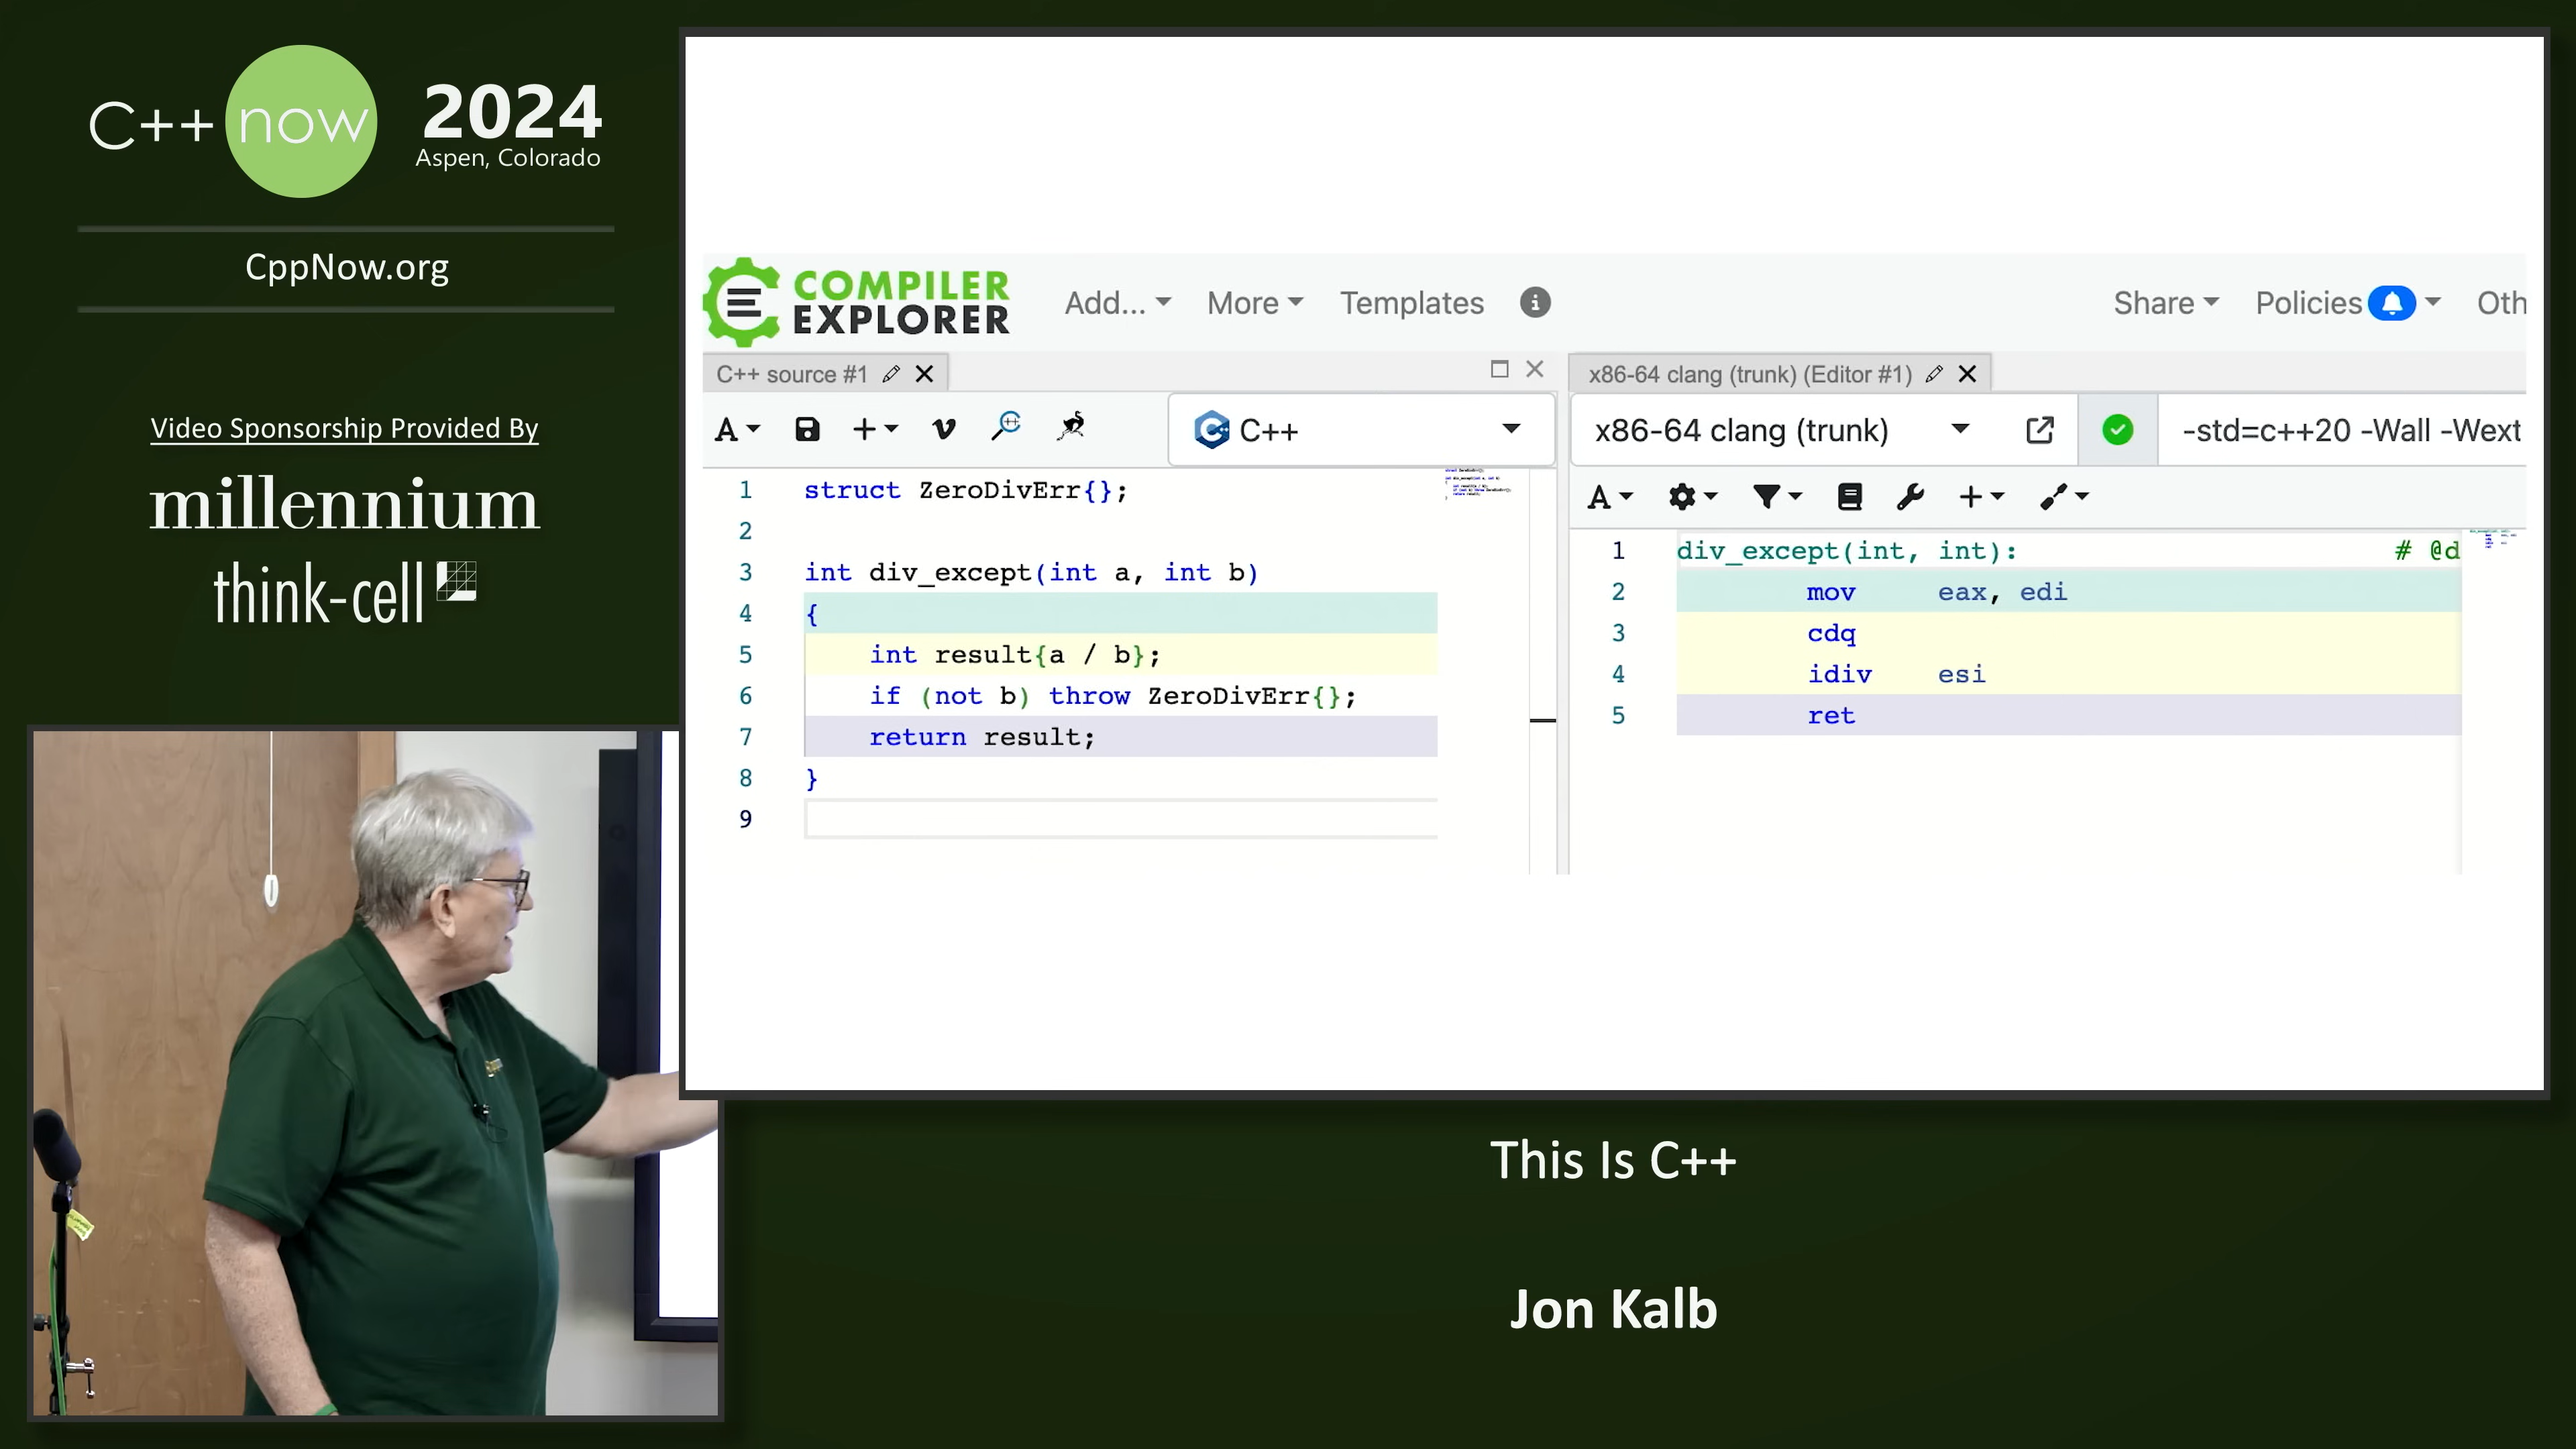 C++ now 2024
Aspen, Colorado
CppNow.org
Video Sponsorship Provided By
millennium
think-cell
COMPILER
EXPLORER
Add... More Templates Share Policies Oth
C++ source #1
C++
1 struct ZeroDivErr{};
2
3 int div_except(int a, int b)
4 {
5 int result{a / b};
6 if (not b) throw ZeroDivErr{};
7 return result;
8 }
9
x86-64 clang (trunk) (Editor #1)
x86-64 clang (trunk) -std=c++20 -Wall -Wext
1 div_except(int, int): # @d
2 mov eax, edi
3 cdq
4 idiv esi
5 ret
This Is C++
Jon Kalb